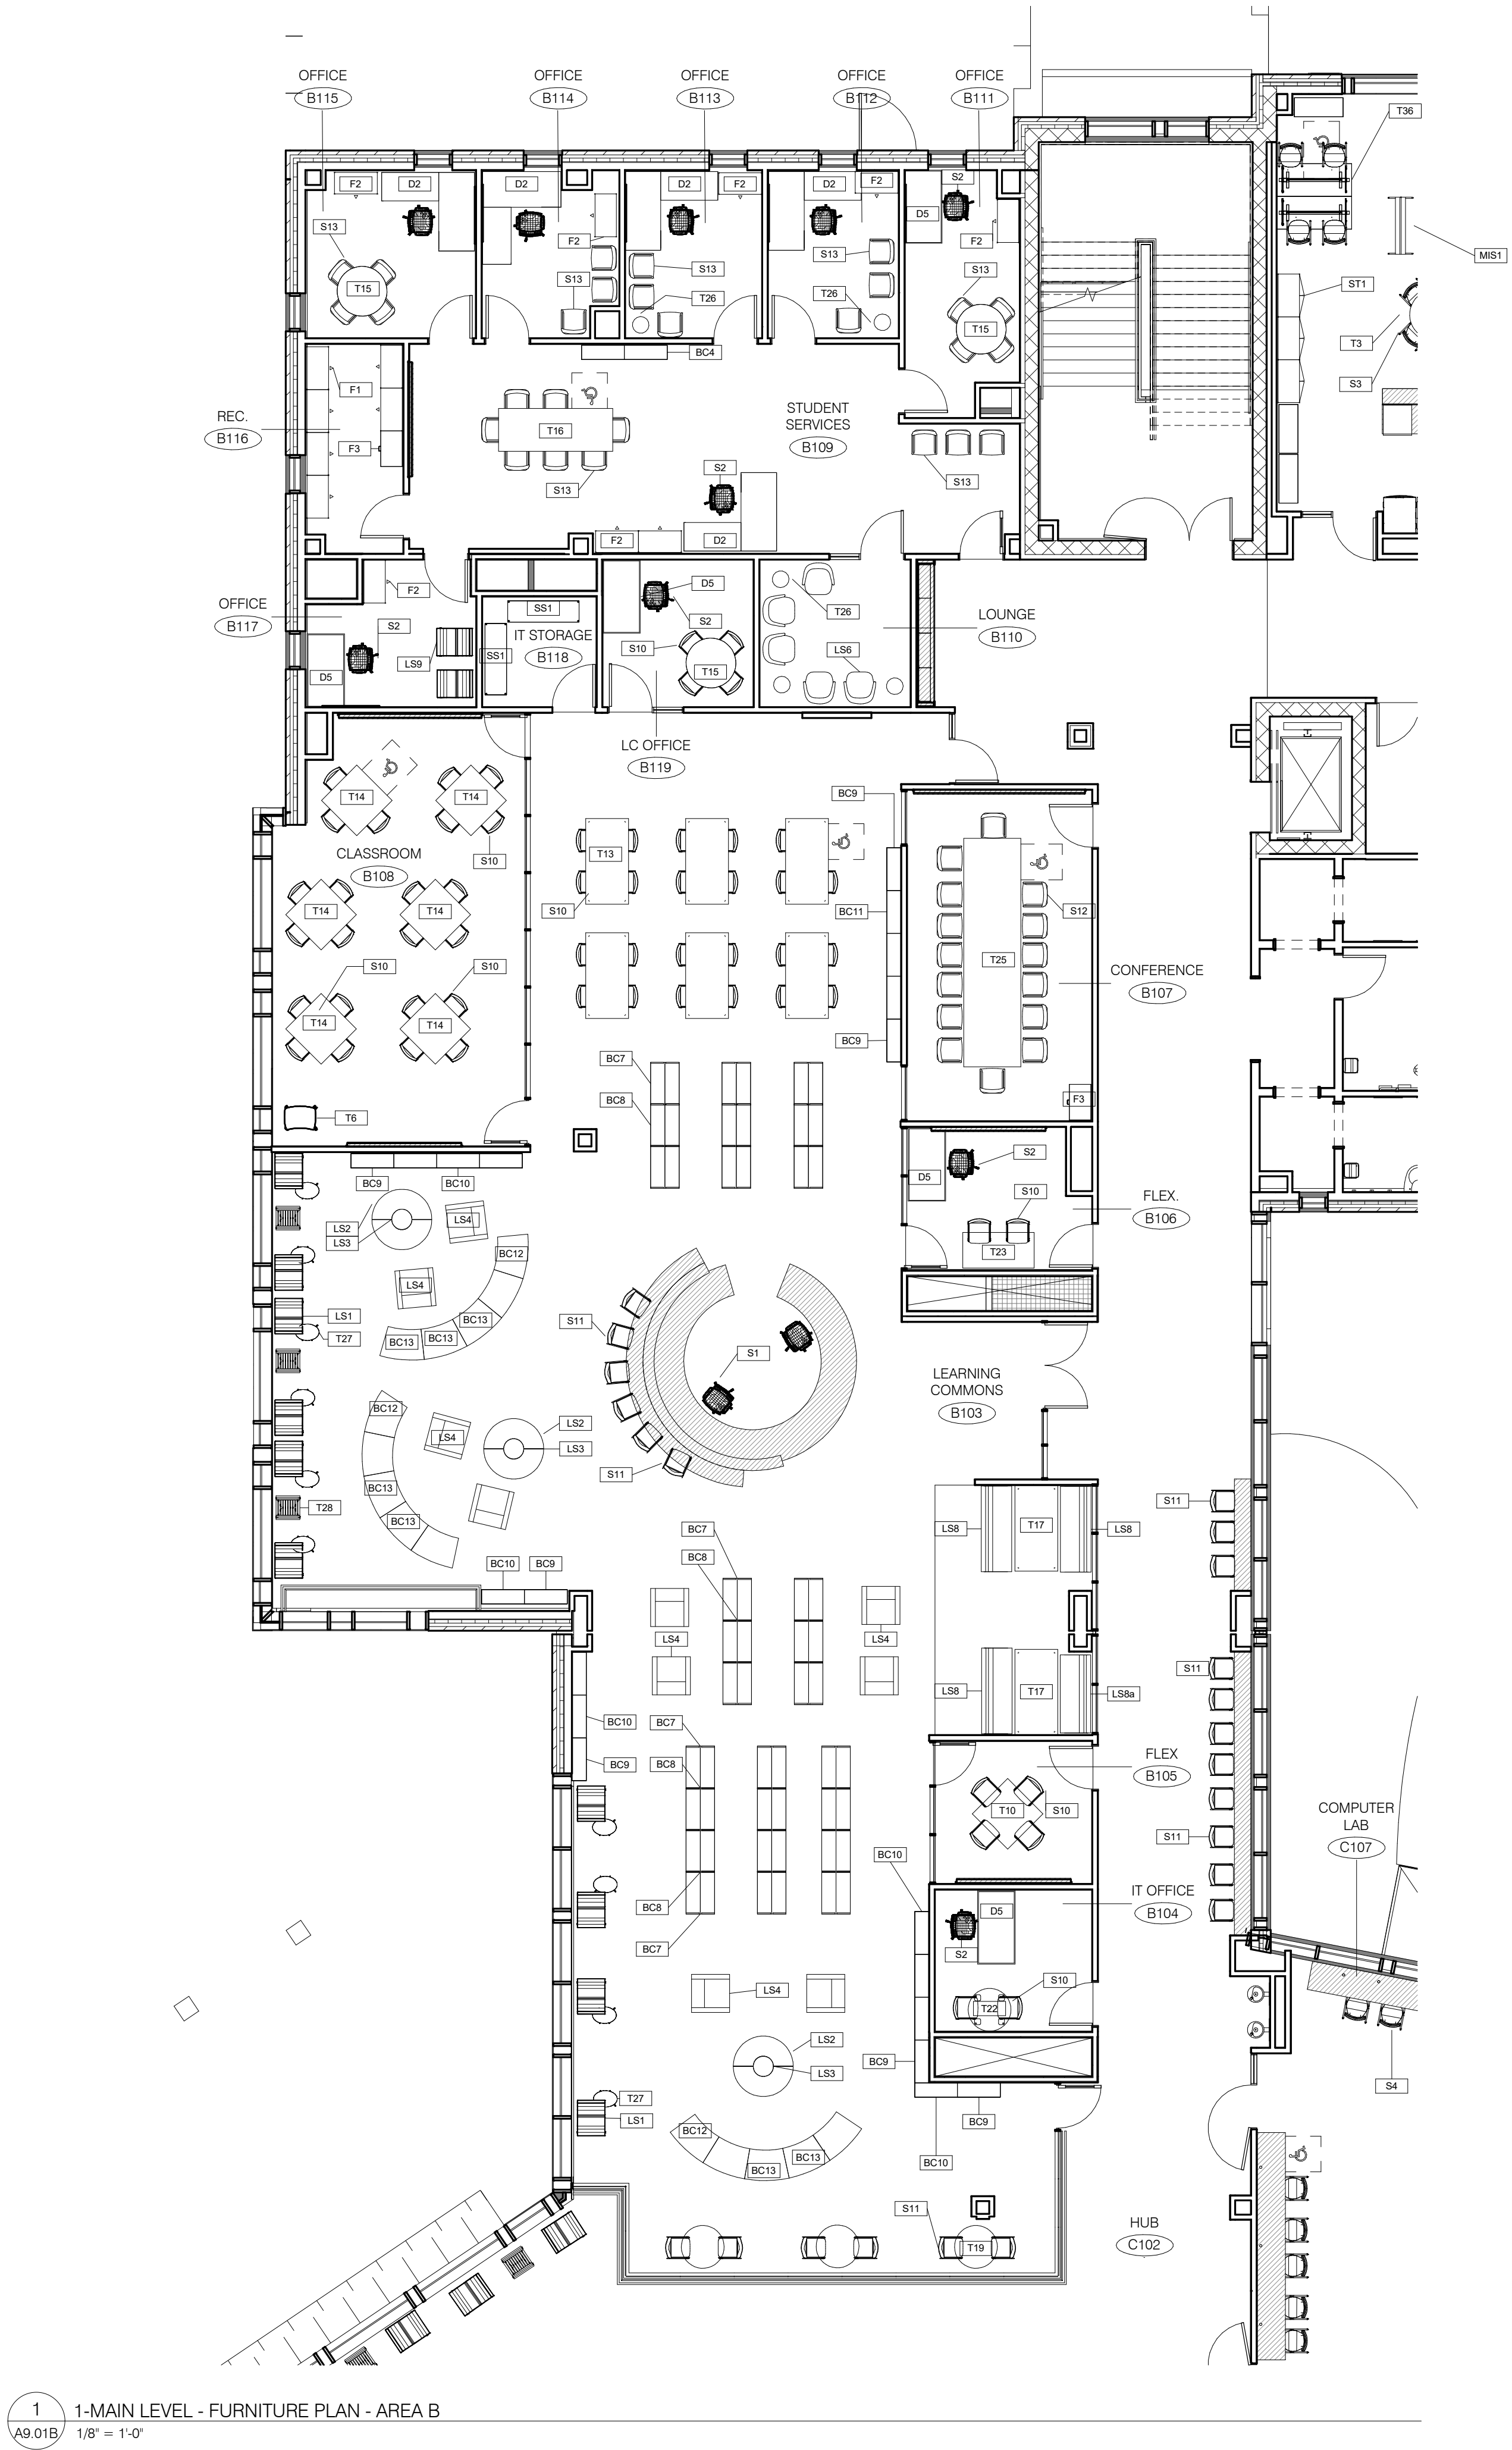 OFFICE
B115
OFFICE
B114
OFFICE
B113
OFFICE
B112
OFFICE
B111
T36
F2
D2
D2
D2
F2
D2
F2
S2
D5
S13
F2
F2
S13
S13
T26
S13
T26
S13
T15
T15
MIS1
ST1
T3
S3
BC4
F1
REC.
B116
F3
T16
S13
STUDENT
SERVICES
B109
S2
S13
F2
D2
OFFICE
B117
F2
S2
LS9
D5
SS1
SS1
IT STORAGE
B118
D5
S2
S10
T15
T26
LS6
LOUNGE
B110
LC OFFICE
B119
T14
T14
S10
CLASSROOM
B108
T14
T14
S10
S10
T14
T14
T6
T13
S10
BC9
BC11
BC9
S12
T25
CONFERENCE
B107
F3
BC7
BC8
BC9
BC10
LS2
LS3
LS4
BC12
LS4
LS1
T27
BC13
BC13
BC13
S2
D5
S10
T23
FLEX.
B106
S11
S1
S11
LEARNING
COMMONS
B103
BC12
LS4
LS2
LS3
BC13
T28
BC13
BC10
BC9
BC7
BC8
LS4
LS4
LS8
T17
LS8
S11
LS8
T17
LS8a
S11
BC10
BC9
BC7
BC8
FLEX
B105
T10
S10
S11
COMPUTER
LAB
C107
BC10
BC8
BC7
IT OFFICE
B104
D5
S2
S10
T22
LS4
LS2
LS3
BC9
S4
T27
LS1
BC12
BC13
BC13
BC9
BC10
S11
T19
HUB
C102
1
A9.01B
1-MAIN LEVEL - FURNITURE PLAN - AREA B
1/8" = 1'-0"